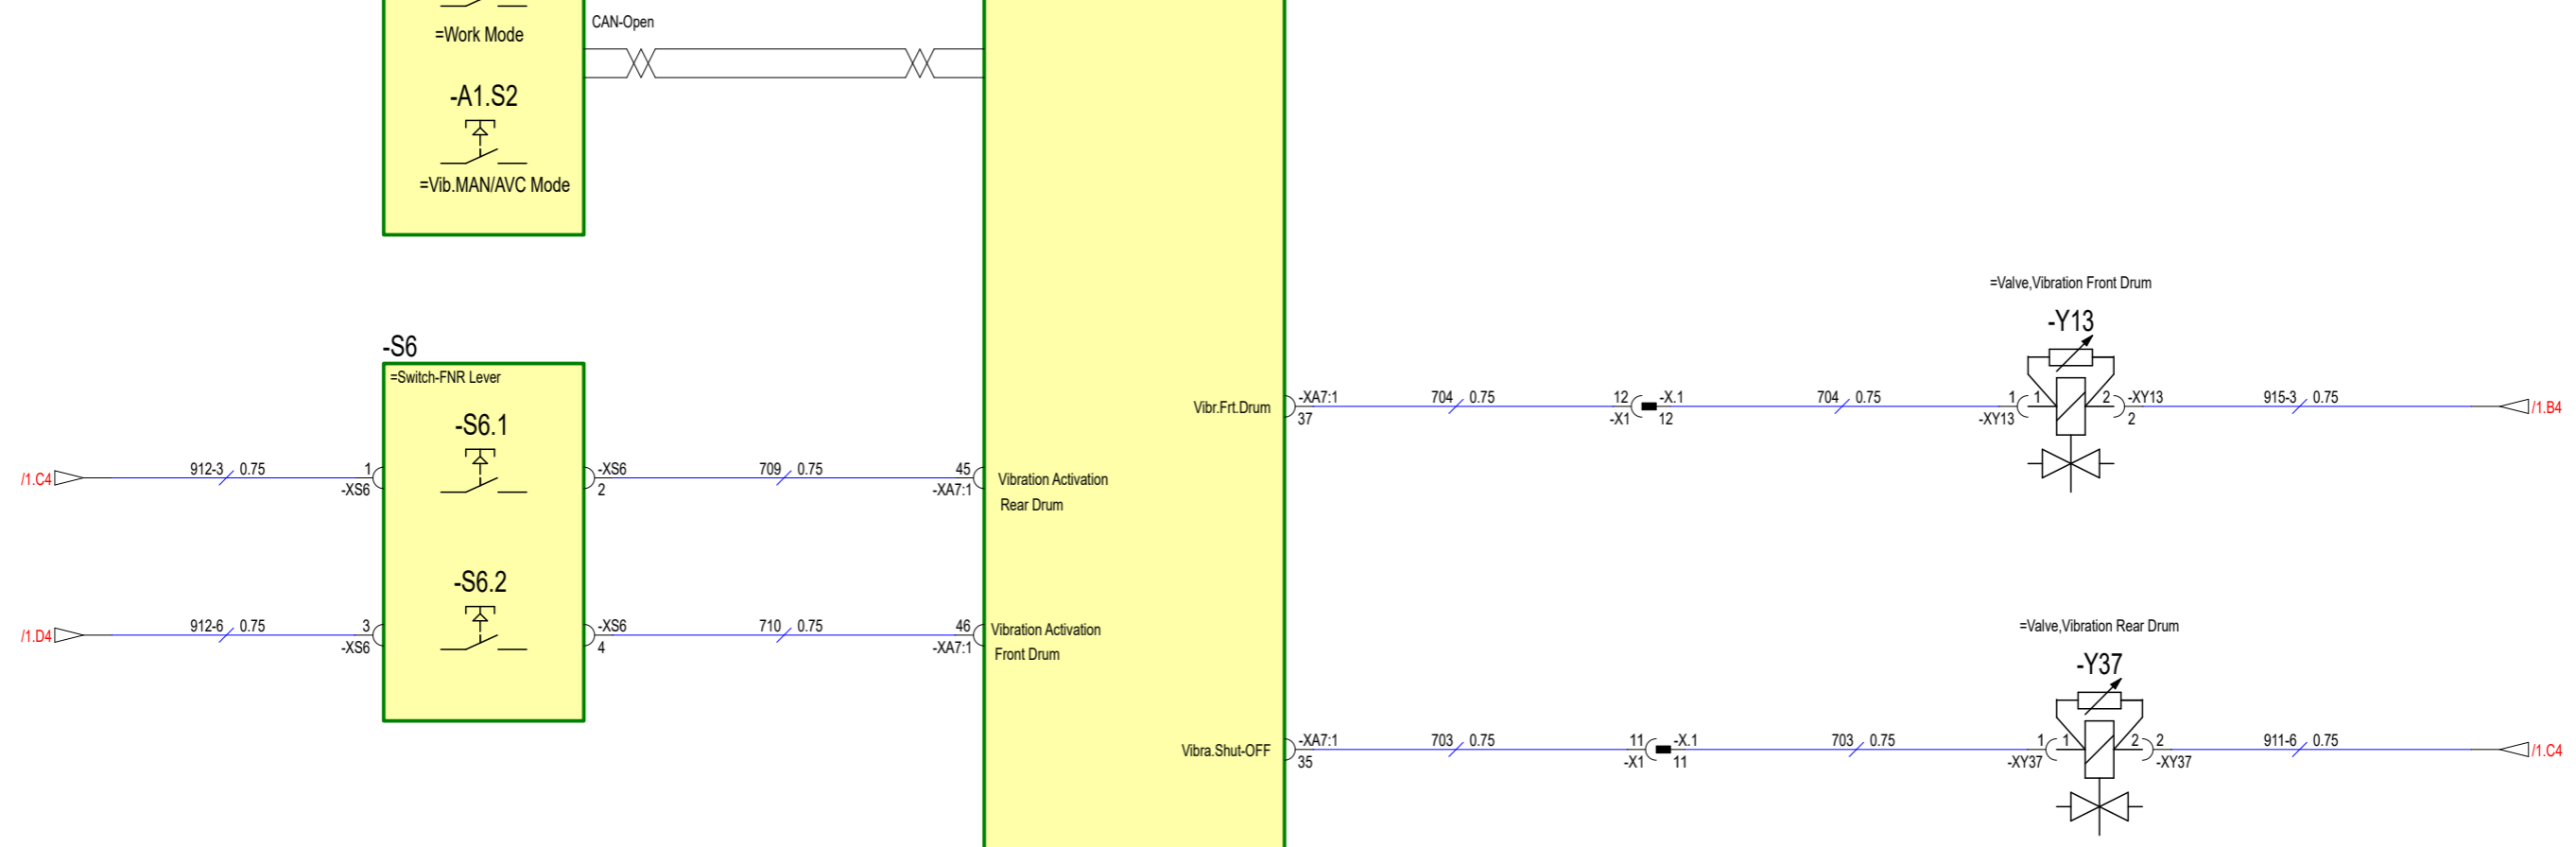 CAN-Open
=Work Mode
-A1.S2
=Vib.MAN/AVC Mode
=Valve,Vibration Front Drum
-Y13
-S6
=Switch-FNR Lever
-S6.1
Vibr.Frt.Drum
-XA7:1
37
704 0.75
12
-X1
-X.1
12
704 0.75
1
-XY13
1
2
-XY13
2
915-3 0.75
/1.B4
/1.C4
912-3 0.75
1
-XS6
-XS6
2
709 0.75
45
-XA7:1
Vibration Activation
Rear Drum
-S6.2
/1.D4
912-6 0.75
3
-XS6
-XS6
4
710 0.75
46
-XA7:1
Vibration Activation
Front Drum
=Valve,Vibration Rear Drum
-Y37
Vibra.Shut-OFF
-XA7:1
35
703 0.75
11
-X1
-X.1
11
703 0.75
1
-XY37
1
2
2
-XY37
911-6 0.75
/1.C4